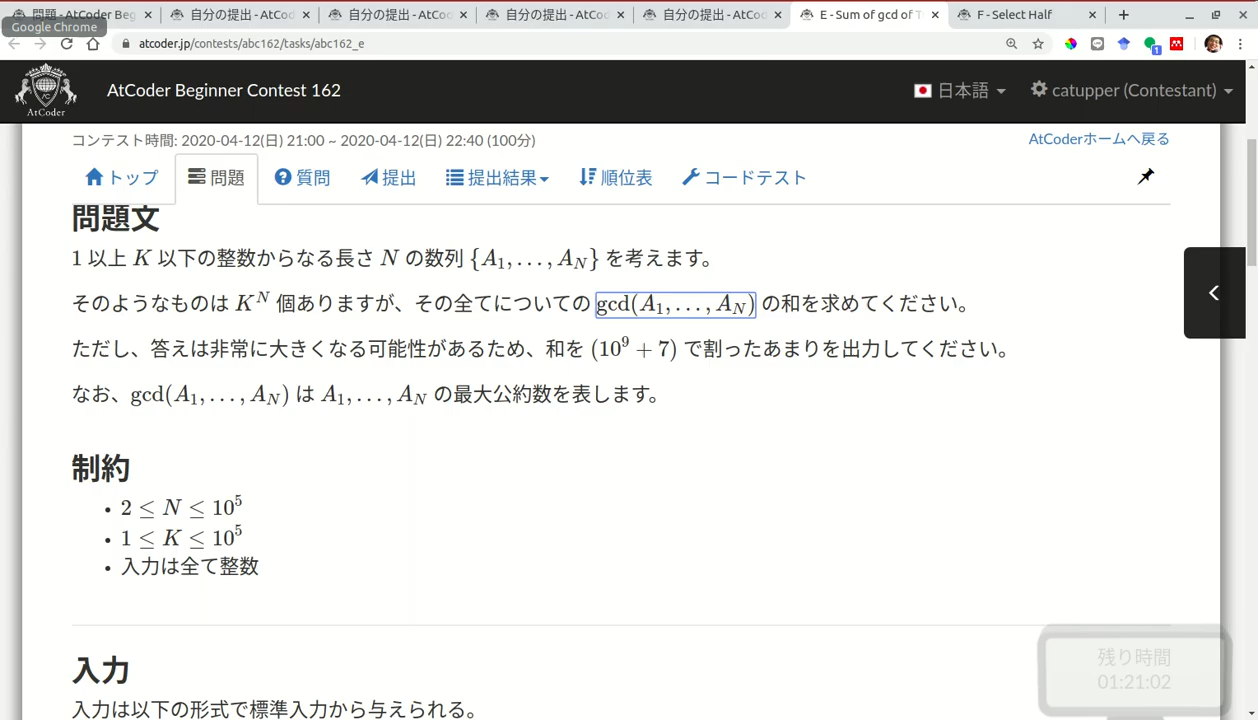 問題 - AtCoder Beg
自分の提出 - AtCod
自分の提出 - AtCoc
自分の提出 - AtCod
自分の提出 - AtCod
E - Sum of gcd of T
F - Select Half
Google Chrome
atcoder.jp/contests/abc162/tasks/abc162_e
1
AtCoder
AtCoder Beginner Contest 162
日本語
catupper (Contestant)
コンテスト時間: 2020-04-12(日) 21:00 ~ 2020-04-12(日) 22:40 (100分)
AtCoderホームへ戻る
トップ
問題
質問
提出
提出結果
順位表
コードテスト
問題文
1 以上 K 以下の整数からなる長さ N の数列 {A₁, . . . , A_N} を考えます。
そのようなものは K^N 個ありますが、その全てについての gcd(A₁, . . . , A_N) の和を求めてください。
ただし、答えは非常に大きくなる可能性があるため、和を (10⁹ + 7) で割ったあまりを出力してください。
なお、gcd(A₁, . . . , A_N) は A₁, . . . , A_N の最大公約数を表します。
制約
• 2 ≤ N ≤ 10⁵
• 1 ≤ K ≤ 10⁵
• 入力は全て整数
入力
入力は以下の形式で標準入力から与えられる。
残り時間
01:21:02